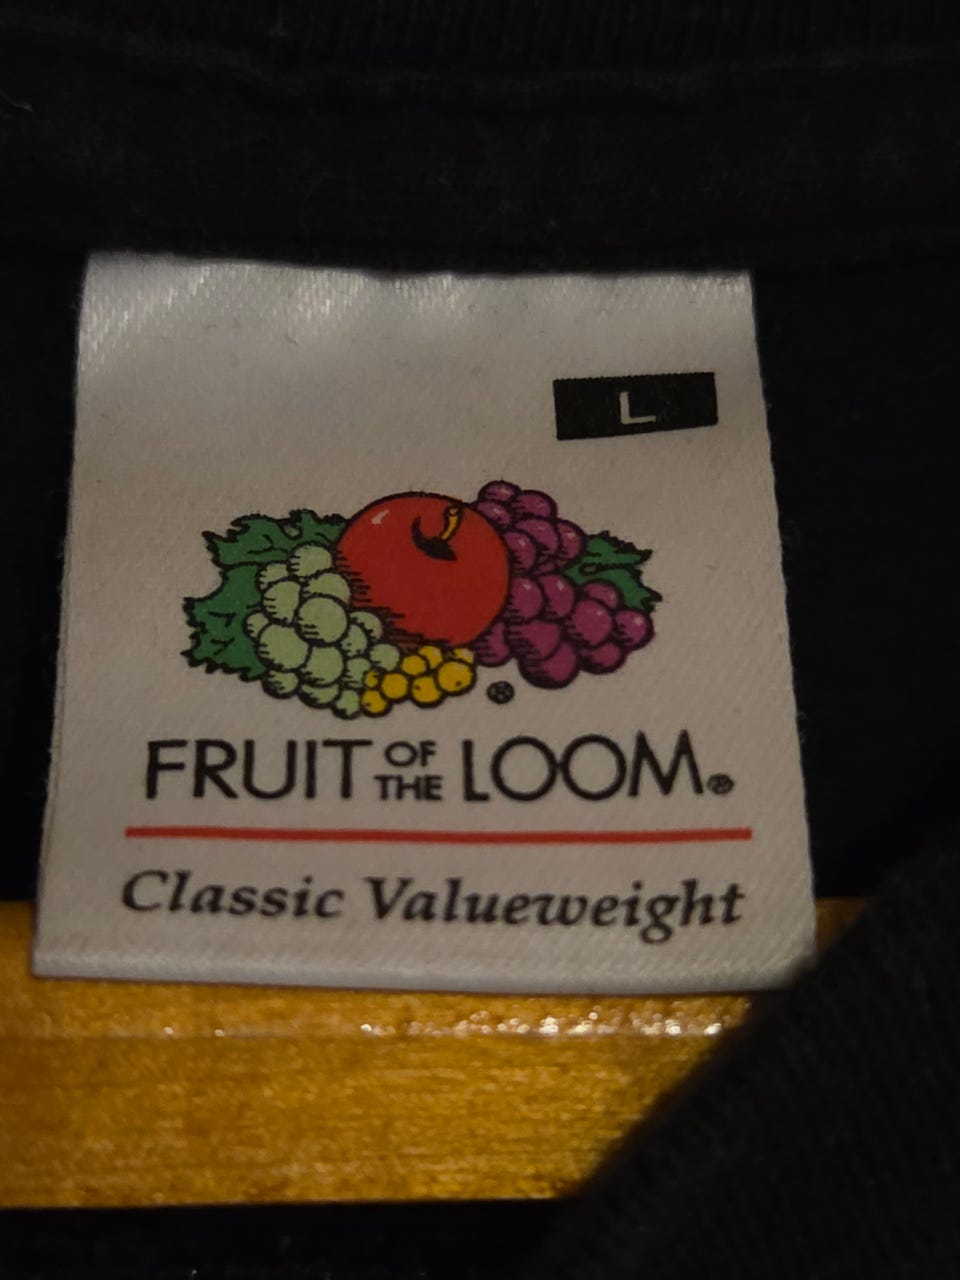 L
®
FRUIT OF THE LOOM®
Classic Valueweight